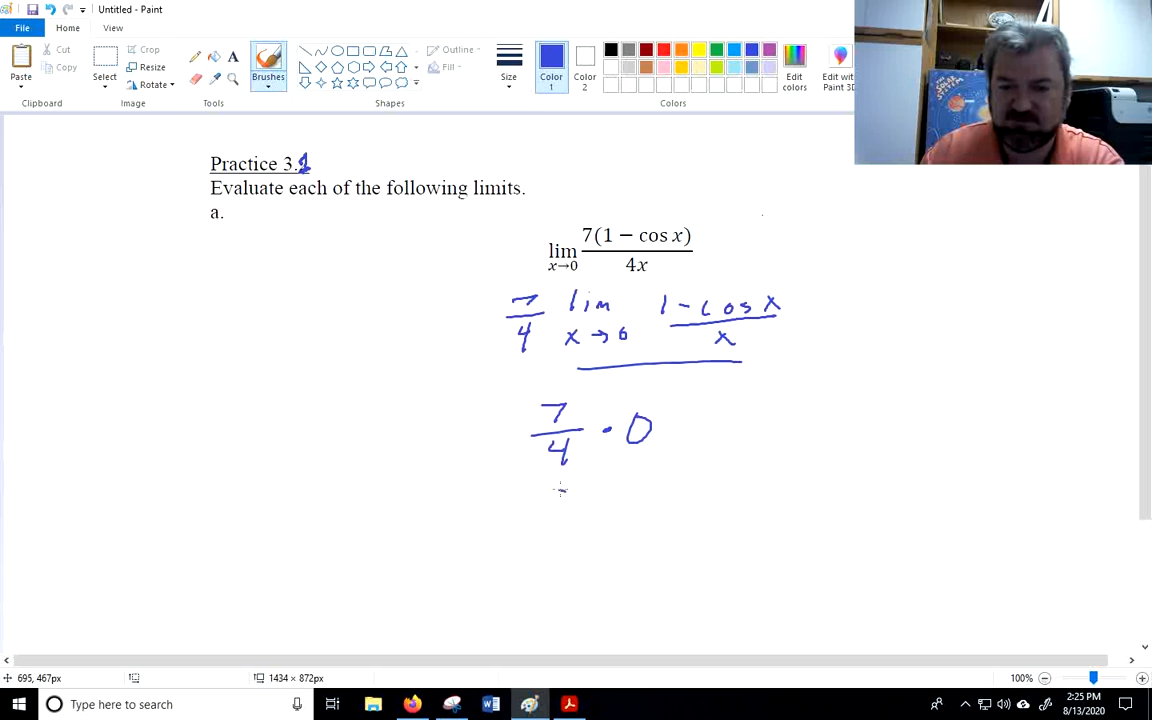 Untitled - Paint
File Home View
Paste Cut Copy Select Crop Resize Rotate Brushes Outline Fill Size Color 1 Color 2 Edit colors Edit with Paint 3D
Clipboard Image Tools Shapes Colors
Practice 3.1
Evaluate each of the following limits.
a.
lim x→0 7(1 − cos x) / 4x
7/4 lim x→0 1-cosx / x
7/4 · 0
695, 467px 1434 × 872px 100%
Type here to search 2:25 PM
8/13/2020